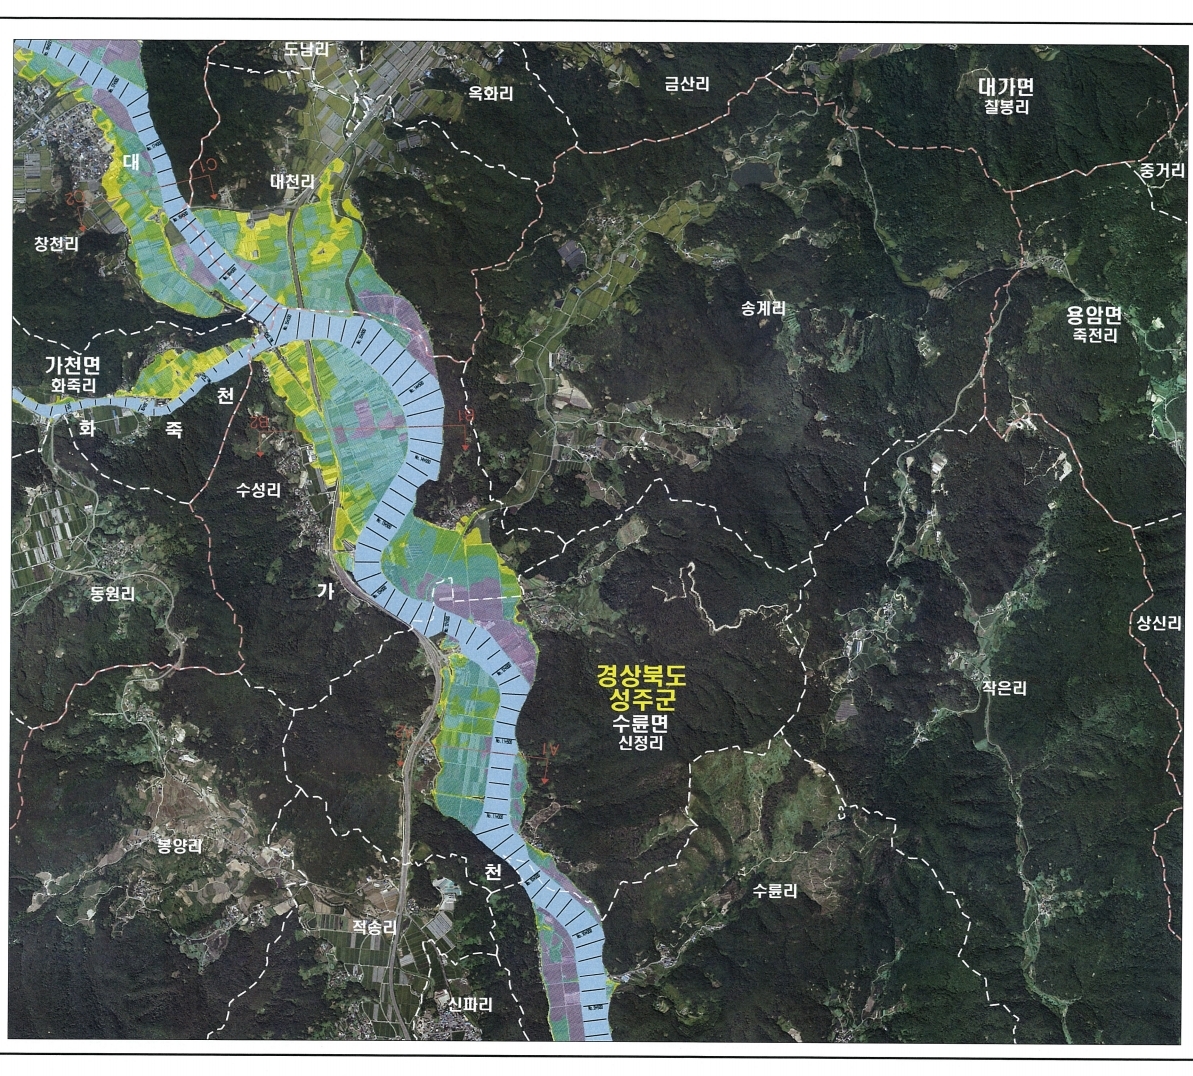 도남리
옥화리
금산리
대가면
칠봉리
중거리
대
대천리
창천리
송계리
용암면
죽전리
가천면
화죽리
천
화
죽
수성리
동원리
가
상신리
경상북도
성주군
수륜면
신정리
작은리
봉양리
천
수륜리
적송리
신파리